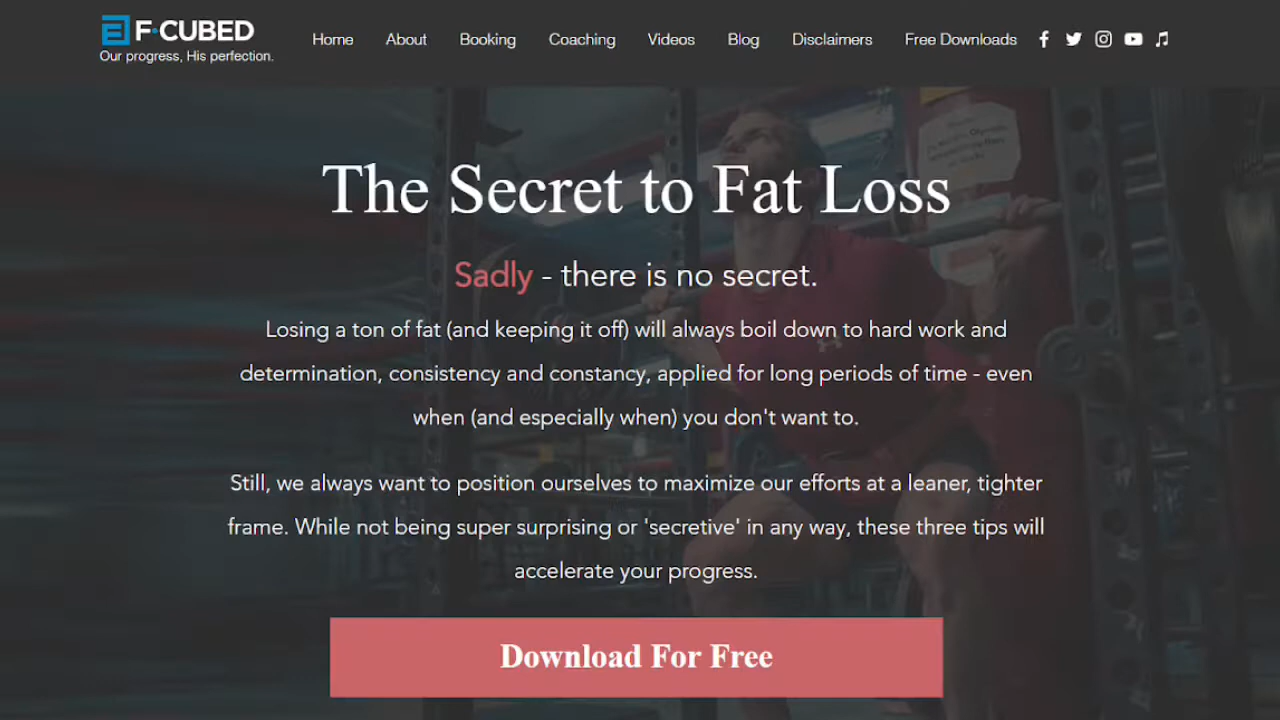 F·CUBED
Our progress, His perfection.
Home About Booking Coaching Videos Blog Disclaimers Free Downloads
The Secret to Fat Loss
Sadly - there is no secret.
Losing a ton of fat (and keeping it off) will always boil down to hard work and
determination, consistency and constancy, applied for long periods of time - even
when (and especially when) you don't want to.
Still, we always want to position ourselves to maximize our efforts at a leaner, tighter
frame. While not being super surprising or 'secretive' in any way, these three tips will
accelerate your progress.
Download For Free